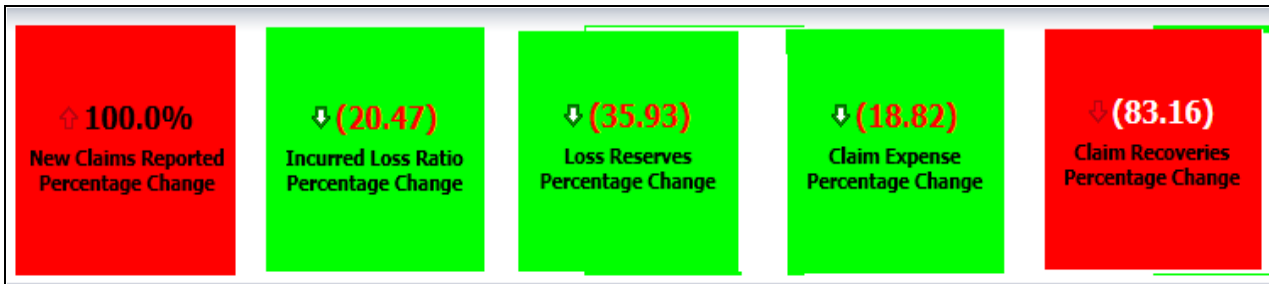 100.0%
New Claims Reported
Percentage Change
(20.47)
Incurred Loss Ratio
Percentage Change
(35.93)
Loss Reserves
Percentage Change
(18.82)
Claim Expense
Percentage Change
(83.16)
Claim Recoveries
Percentage Change